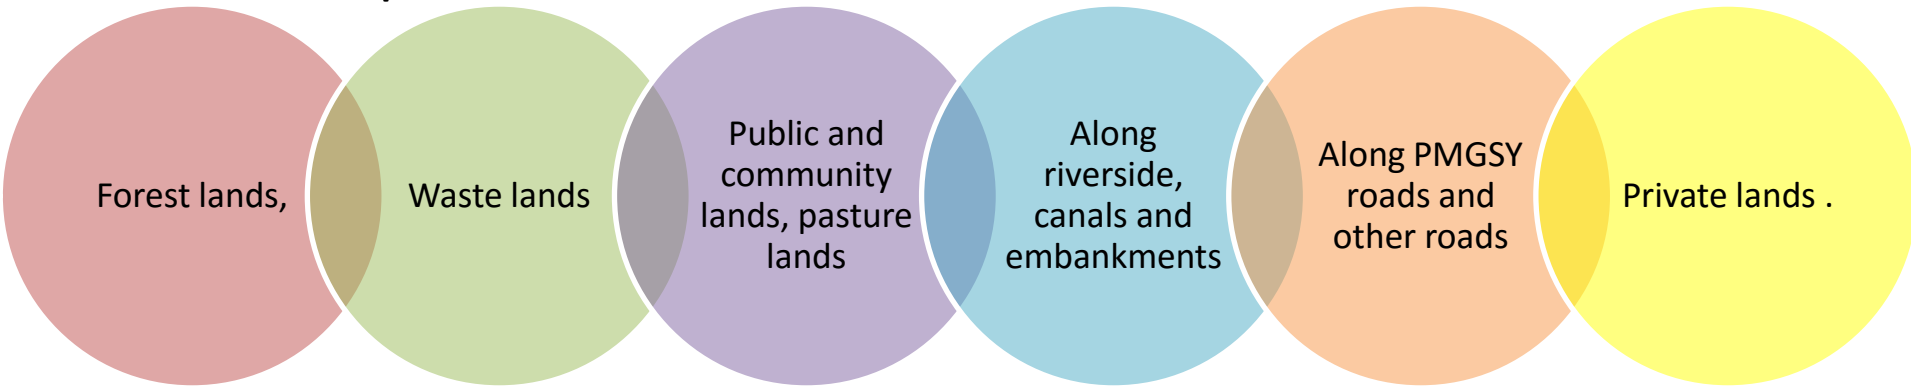 Forest lands,
Waste lands
Public and
community
lands, pasture
lands
Along
riverside,
canals and
embankments
Along PMGSY
roads and
other roads
Private lands .